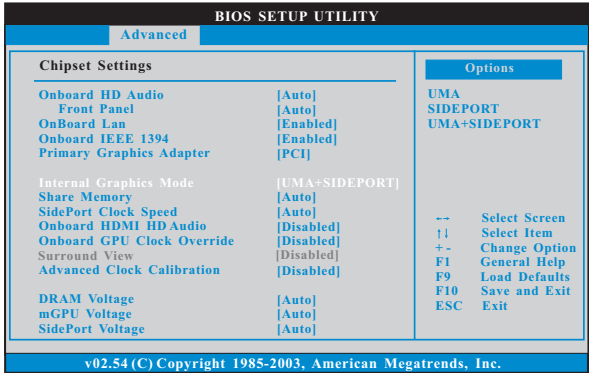 BIOS SETUP UTILITY
Advanced
Chipset Settings
Onboard HD Audio [Auto]
Front Panel [Auto]
OnBoard Lan [Enabled]
Onboard IEEE 1394 [Enabled]
Primary Graphics Adapter [PCI]
Internal Graphics Mode [UMA+SIDEPORT]
Share Memory [Auto]
SidePort Clock Speed [Auto]
Onboard HDMI HD Audio [Disabled]
Onboard GPU Clock Override [Disabled]
Surround View [Disabled]
Advanced Clock Calibration [Disabled]
DRAM Voltage [Auto]
mGPU Voltage [Auto]
SidePort Voltage [Auto]
Options
UMA
SIDEPORT
UMA+SIDEPORT
←→ Select Screen
↑↓ Select Item
+- Change Option
F1 General Help
F9 Load Defaults
F10 Save and Exit
ESC Exit
v02.54 (C) Copyright 1985-2003, American Megatrends, Inc.